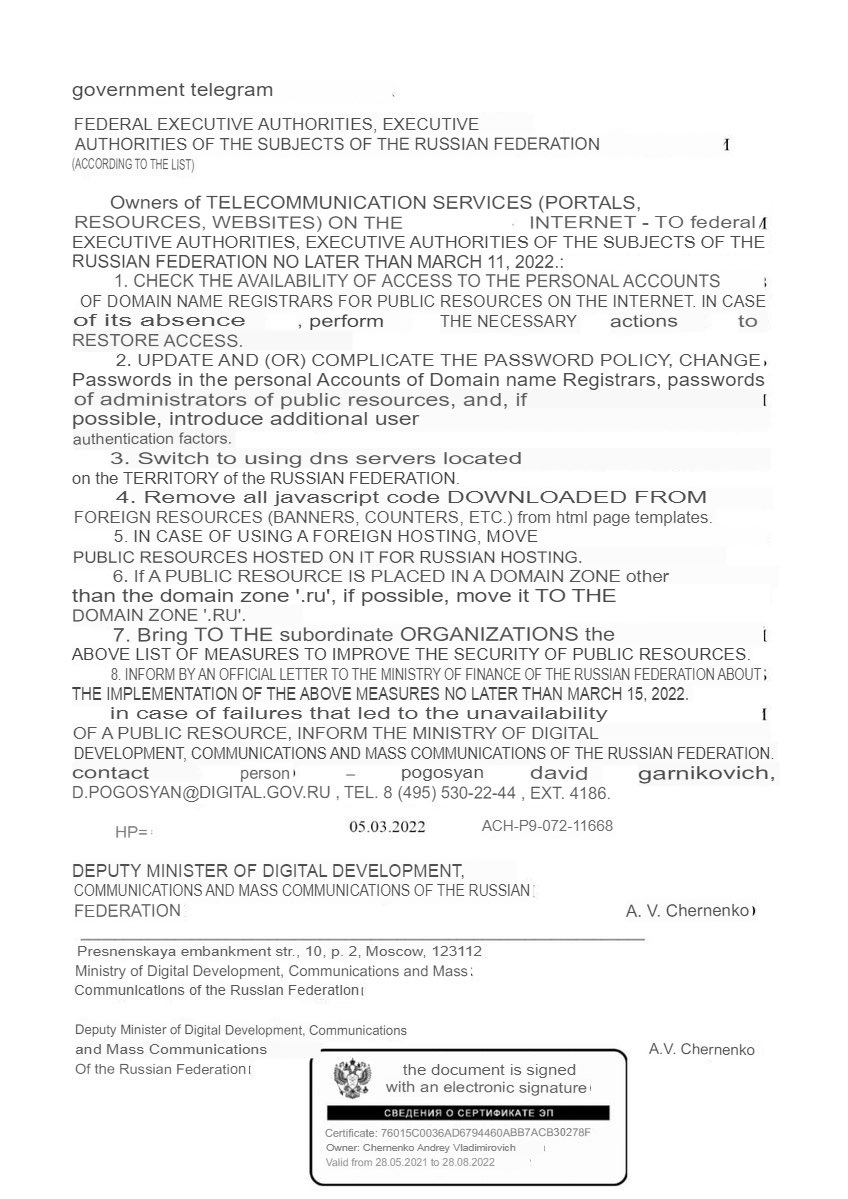 government telegram
FEDERAL EXECUTIVE AUTHORITIES, EXECUTIVE
AUTHORITIES OF THE SUBJECTS OF THE RUSSIAN FEDERATION
(ACCORDING TO THE LIST)
Owners of TELECOMMUNICATION SERVICES (PORTALS,
RESOURCES, WEBSITES) ON THE INTERNET - TO federal
EXECUTIVE AUTHORITIES, EXECUTIVE AUTHORITIES OF THE SUBJECTS OF THE
RUSSIAN FEDERATION NO LATER THAN MARCH 11, 2022.:
1. CHECK THE AVAILABILITY OF ACCESS TO THE PERSONAL ACCOUNTS
OF DOMAIN NAME REGISTRARS FOR PUBLIC RESOURCES ON THE INTERNET. IN CASE
of its absence , perform THE NECESSARY actions to
RESTORE ACCESS.
2. UPDATE AND (OR) COMPLICATE THE PASSWORD POLICY, CHANGE
Passwords in the personal Accounts of Domain name Registrars, passwords
of administrators of public resources, and, if
possible, introduce additional user
authentication factors.
3. Switch to using dns servers located
on the TERRITORY of the RUSSIAN FEDERATION.
4. Remove all javascript code DOWNLOADED FROM
FOREIGN RESOURCES (BANNERS, COUNTERS, ETC.) from html page templates.
5. IN CASE OF USING A FOREIGN HOSTING, MOVE
PUBLIC RESOURCES HOSTED ON IT FOR RUSSIAN HOSTING.
6. If A PUBLIC RESOURCE IS PLACED IN A DOMAIN ZONE other
than the domain zone '.ru', if possible, move it TO THE
DOMAIN ZONE '.RU'.
7. Bring TO THE subordinate ORGANIZATIONS the
ABOVE LIST OF MEASURES TO IMPROVE THE SECURITY OF PUBLIC RESOURCES.
8. INFORM BY AN OFFICIAL LETTER TO THE MINISTRY OF FINANCE OF THE RUSSIAN FEDERATION ABOUT
THE IMPLEMENTATION OF THE ABOVE MEASURES NO LATER THAN MARCH 15, 2022.
in case of failures that led to the unavailability
OF A PUBLIC RESOURCE, INFORM THE MINISTRY OF DIGITAL
DEVELOPMENT, COMMUNICATIONS AND MASS COMMUNICATIONS OF THE RUSSIAN FEDERATION.
contact person – pogosyan david garnikovich,
D.POGOSYAN@DIGITAL.GOV.RU , TEL. 8 (495) 530-22-44 , EXT. 4186.
HP= 05.03.2022 ACH-P9-072-11668
DEPUTY MINISTER OF DIGITAL DEVELOPMENT,
COMMUNICATIONS AND MASS COMMUNICATIONS OF THE RUSSIAN
FEDERATION A. V. Chernenko
Presnenskaya embankment str., 10, p. 2, Moscow, 123112
Ministry of Digital Development, Communications and Mass
Communications of the Russian Federation
Deputy Minister of Digital Development, Communications
and Mass Communications A.V. Chernenko
Of the Russian Federation
the document is signed
with an electronic signature
СВЕДЕНИЯ О СЕРТИФИКАТЕ ЭП
Certificate: 76015C0036AD6794460ABB7ACB30278F
Owner: Chernenko Andrey Vladimirovich
Valid from 28.05.2021 to 28.08.2022